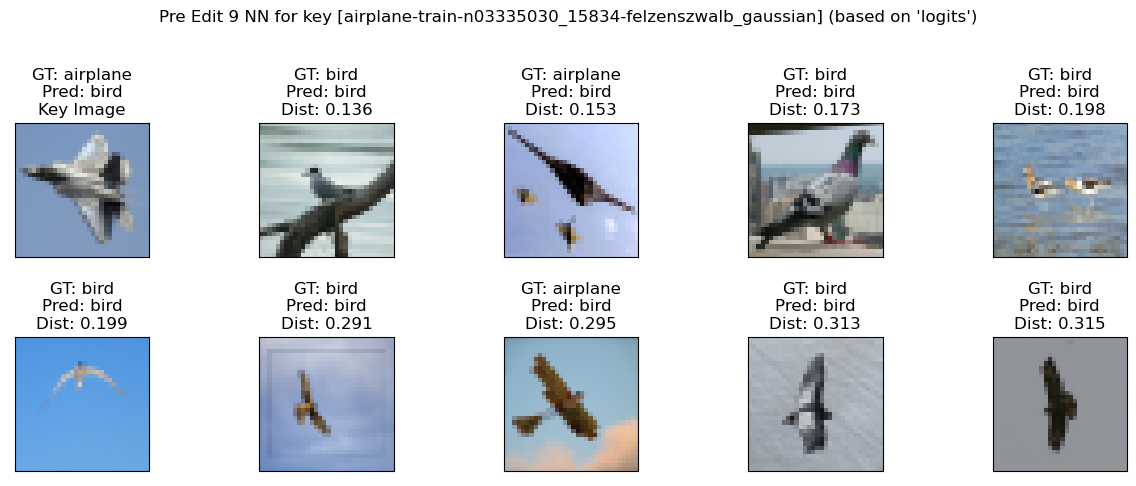 Pre Edit 9 NN for key [airplane-train-n03335030_15834-felzenszwalb_gaussian] (based on 'logits')
GT: airplane
Pred: bird
Key Image
GT: bird
Pred: bird
Dist: 0.136
GT: airplane
Pred: bird
Dist: 0.153
GT: bird
Pred: bird
Dist: 0.173
GT: bird
Pred: bird
Dist: 0.198
GT: bird
Pred: bird
Dist: 0.199
GT: bird
Pred: bird
Dist: 0.291
GT: airplane
Pred: bird
Dist: 0.295
GT: bird
Pred: bird
Dist: 0.313
GT: bird
Pred: bird
Dist: 0.315